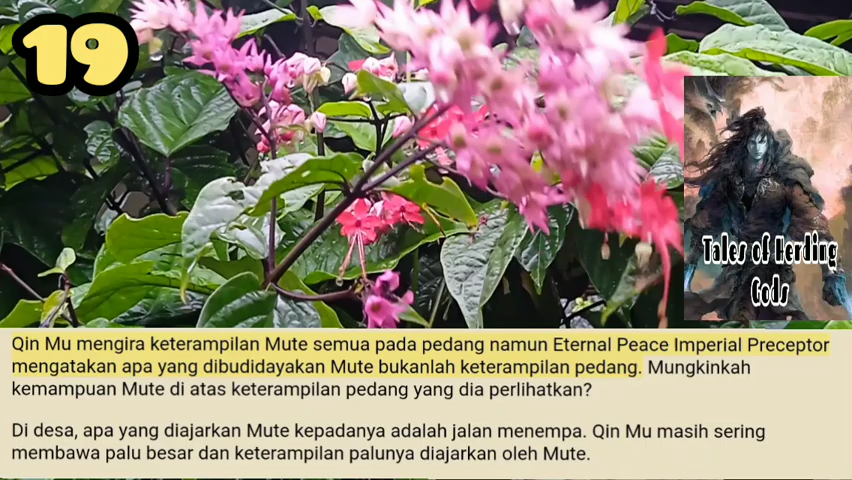 19
Tales of Herding
Gods
Qin Mu mengira keterampilan Mute semua pada pedang namun Eternal Peace Imperial Preceptor
mengatakan apa yang dibudidayakan Mute bukanlah keterampilan pedang. Mungkinkah
kemampuan Mute di atas keterampilan pedang yang dia perlihatkan?
Di desa, apa yang diajarkan Mute kepadanya adalah jalan menempa. Qin Mu masih sering
membawa palu besar dan keterampilan palunya diajarkan oleh Mute.